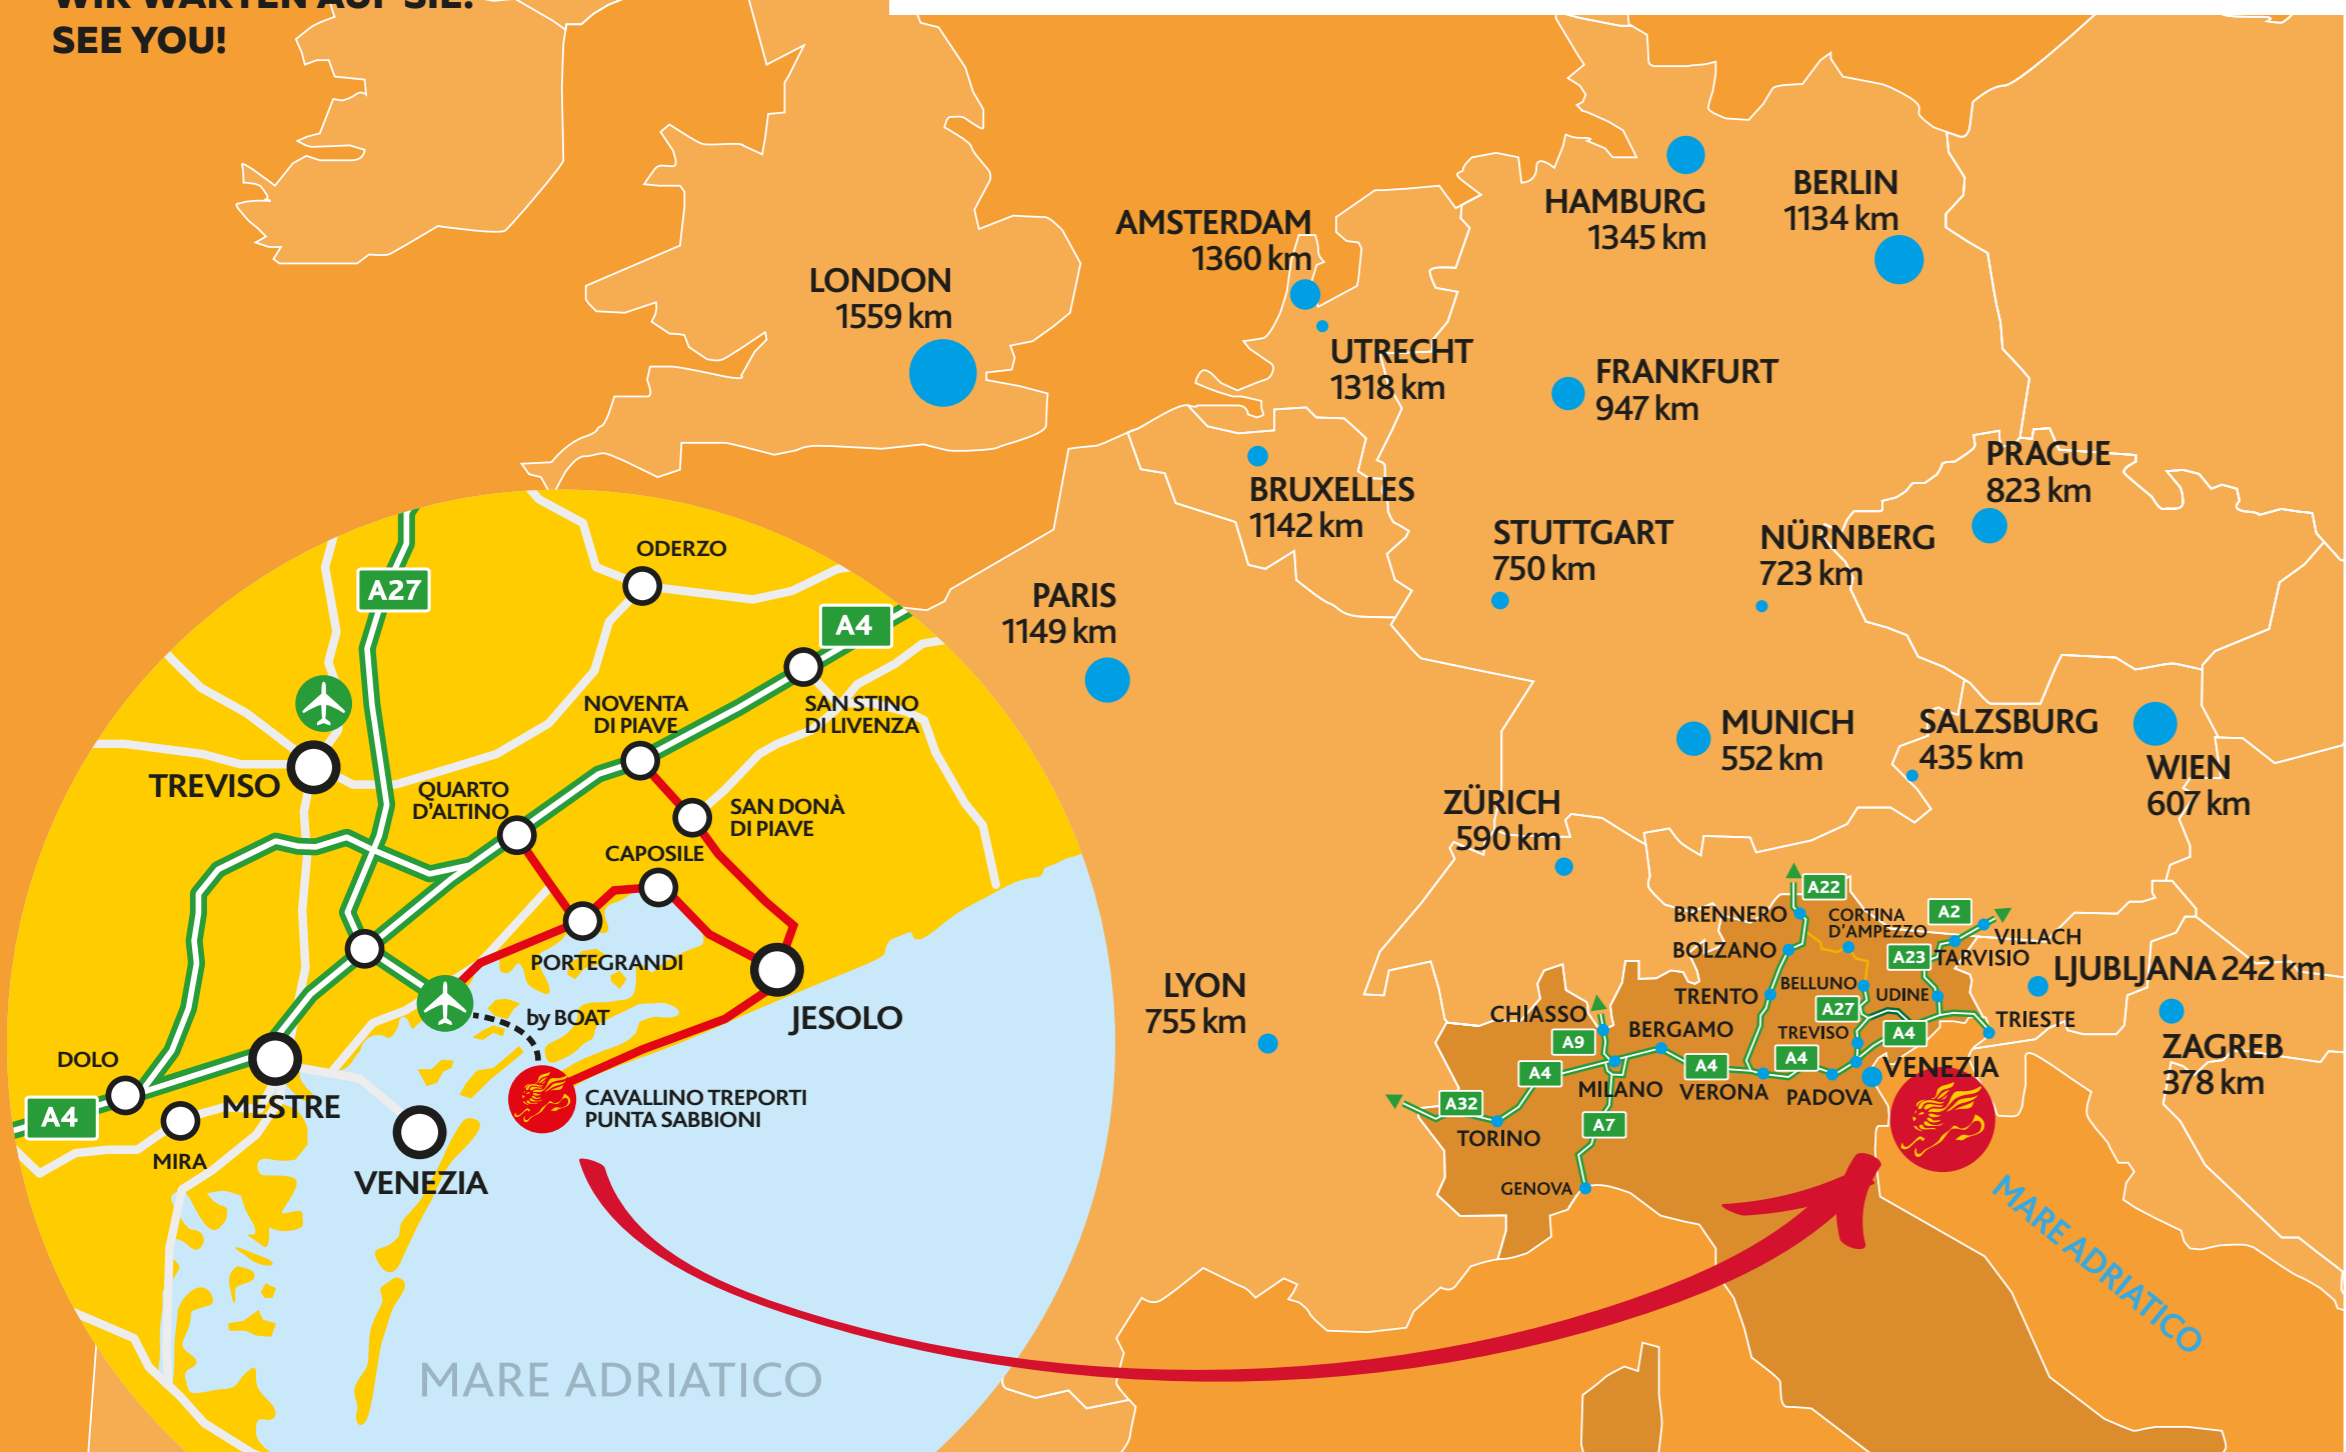 WIR WARTEN AUF SIE!
SEE YOU!
HAMBURG
1345 km
BERLIN
1134 km
AMSTERDAM
1360 km
LONDON
1559 km
UTRECHT
1318 km
FRANKFURT
947 km
PRAGUE
823 km
BRUXELLES
1142 km
STUTTGART
750 km
NÜRNBERG
723 km
PARIS
1149 km
MUNICH
552 km
SALZSBURG
435 km
WIEN
607 km
ZÜRICH
590 km
LYON
755 km
LJUBLJANA 242 km
ZAGREB
378 km
A22
BRENNERO
CORTINA
D'AMPEZZO
A2
VILLACH
BOLZANO
A23
TARVISIO
TRENTO
BELLUNO
UDINE
A27
CHIASSO
BERGAMO
TREVISO
A4
TRIESTE
A9
A4
A4
A4
VENEZIA
MILANO
VERONA
PADOVA
A32
A7
TORINO
GENOVA
MARE ADRIATICO
ODERZO
A27
A4
NOVENTA
DI PIAVE
SAN STINO
DI LIVENZA
TREVISO
QUARTO
D'ALTINO
SAN DONÀ
DI PIAVE
CAPOSILE
PORTEGRANDI
by BOAT
JESOLO
DOLO
CAVALLINO TREPORTI
PUNTA SABBIONI
A4
MESTRE
MIRA
VENEZIA
MARE ADRIATICO